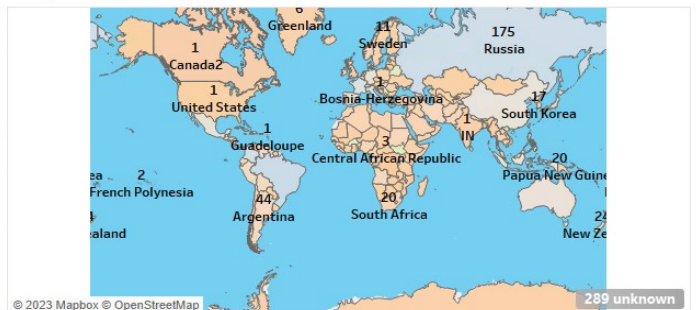 6
Greenland
11
Sweden
175
Russia
1
Canada2
1
United States
1
Bosnia-Herzegovina
17
South Korea
1
Guadeloupe
3
Central African Republic
1
IN
20
Papua New Guine
ea
2
French Polynesia
44
Argentina
20
South Africa
ealand
24
New Ze
© 2023 Mapbox © OpenStreetMap
289 unknown